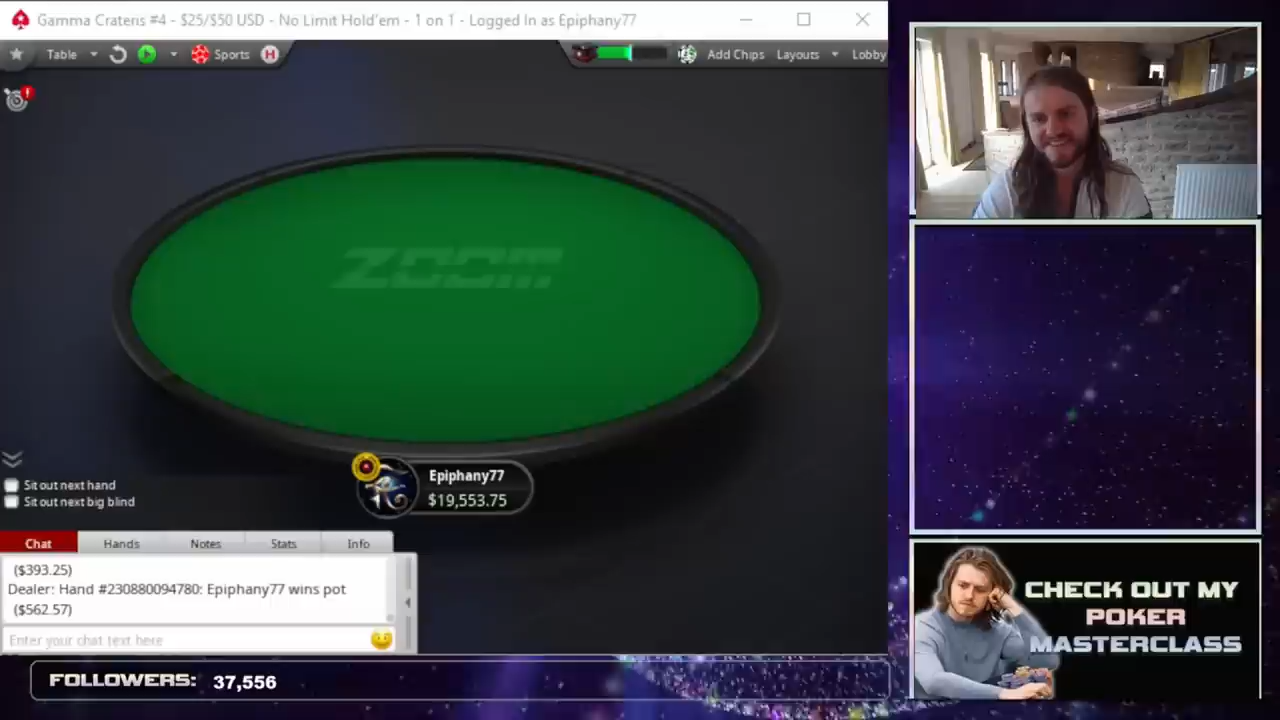 Gamma Crateris #4 - $25/$50 USD - No Limit Hold'em - 1 on 1 - Logged In as Epiphany77
Table
Sports
H
Add Chips
Layouts
Lobby
ZOOM
Epiphany77
$19,553.75
Sit out next hand
Sit out next big blind
Chat
Hands
Notes
Stats
Info
($393.25)
Dealer: Hand #230880094780: Epiphany77 wins pot
($562.57)
Enter your chat text here
FOLLOWERS: 37,556
CHECK OUT MY
POKER
MASTERCLASS